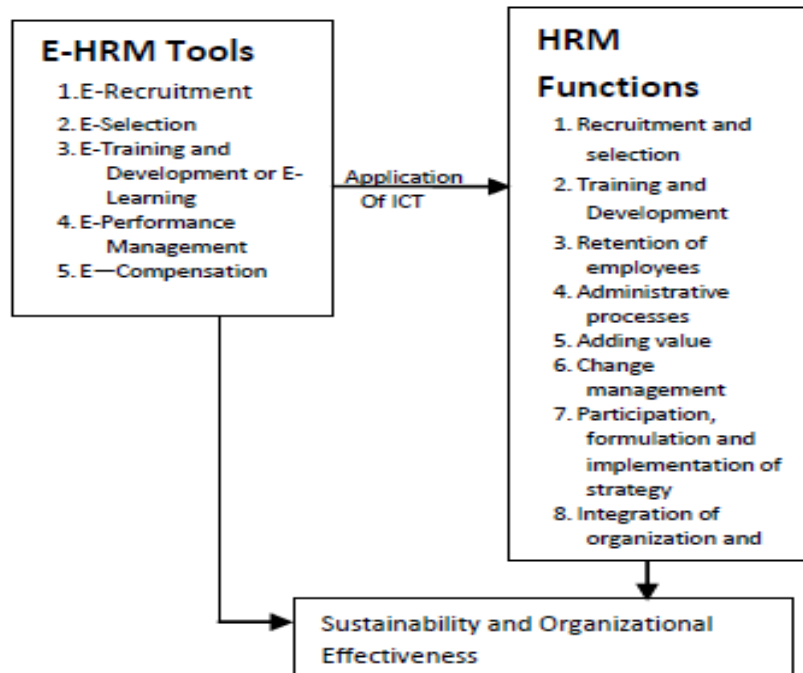 E-HRM Tools
1.E-Recruitment
2. E-Selection
3. E-Training and
Development or E-
Learning
4. E-Performance
Management
5. E—Compensation
Application
Of ICT
HRM
Functions
1. Recruitment and
selection
2. Training and
Development
3. Retention of
employees
4. Administrative
processes
5. Adding value
6. Change
management
7. Participation,
formulation and
implementation of
strategy
8. Integration of
organization and
Sustainability and Organizational
Effectiveness